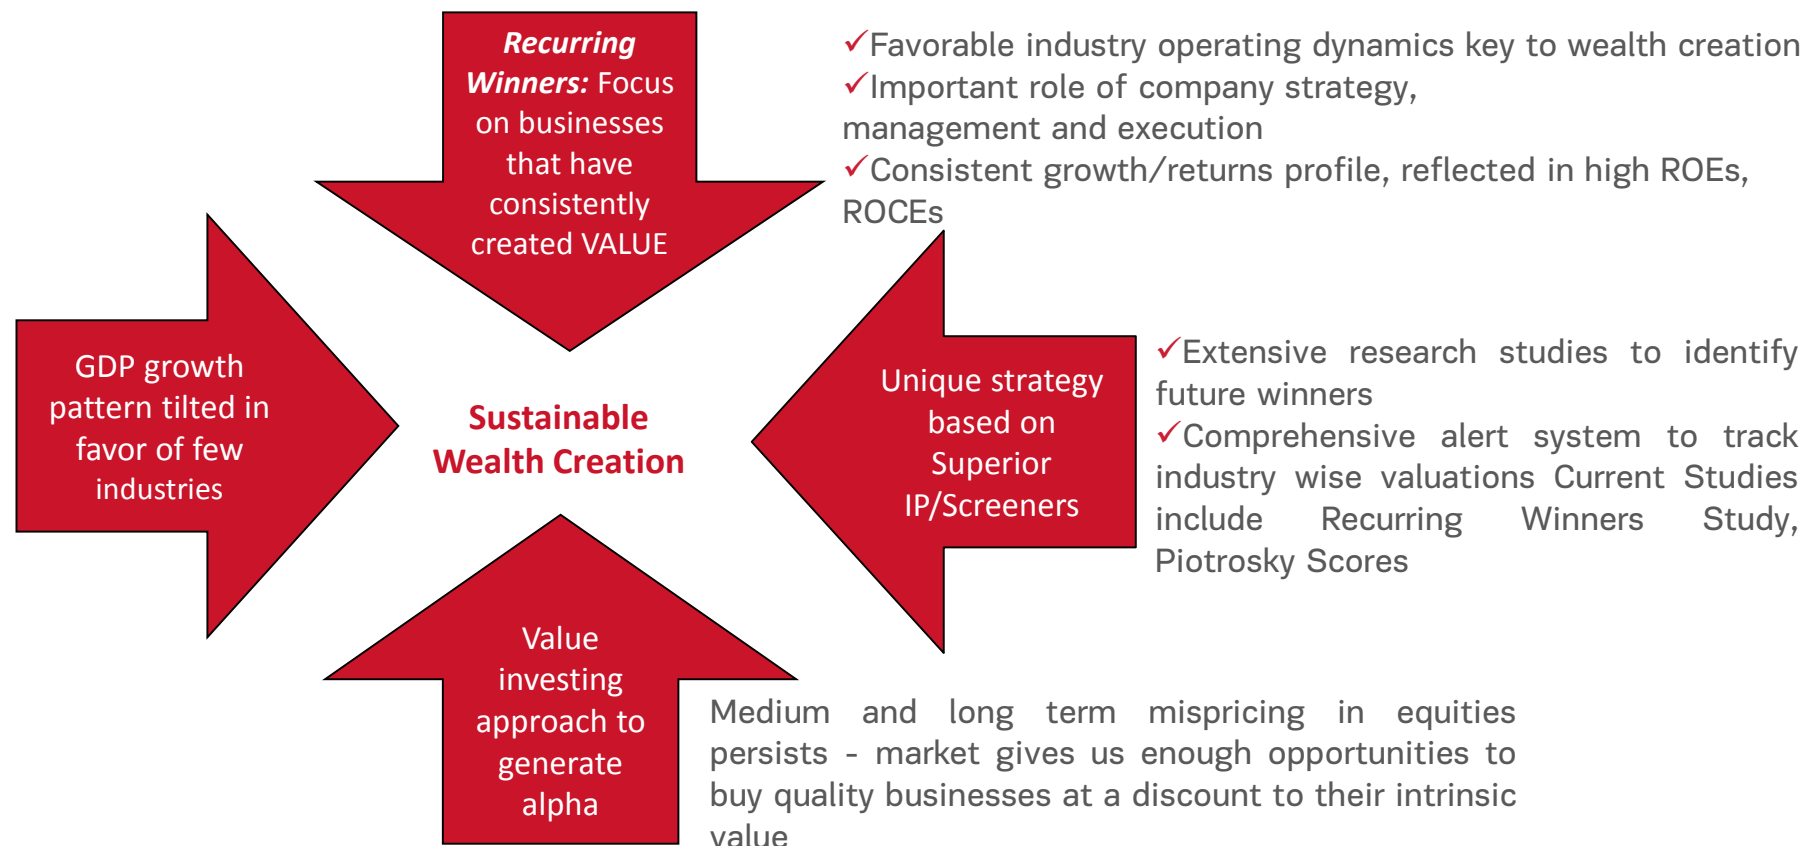 Recurring
Winners: Focus
on businesses
that have
consistently
created VALUE
✓Favorable industry operating dynamics key to wealth creation
✓Important role of company strategy,
management and execution
✓Consistent growth/returns profile, reflected in high ROEs,
ROCEs
GDP growth
pattern tilted in
favor of few
industries
Sustainable
Wealth Creation
Unique strategy
based on
Superior
IP/Screeners
✓Extensive research studies to identify
future winners
✓Comprehensive alert system to track
industry wise valuations Current Studies
include Recurring Winners Study,
Piotrosky Scores
Value
investing
approach to
generate
alpha
Medium and long term mispricing in equities
persists - market gives us enough opportunities to
buy quality businesses at a discount to their intrinsic
value